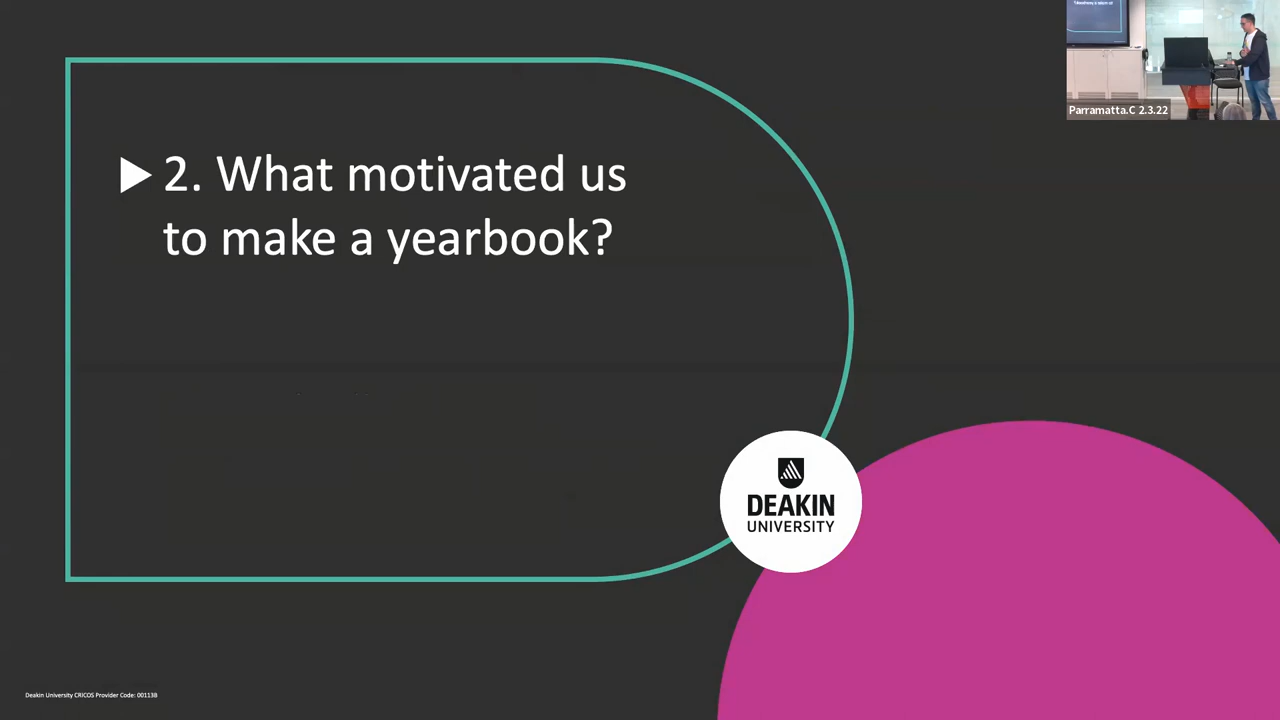 Parramatta.C 2.3.22
▶ 2. What motivated us
to make a yearbook?
DEAKIN
UNIVERSITY
Deakin University CRICOS Provider Code: 00113B